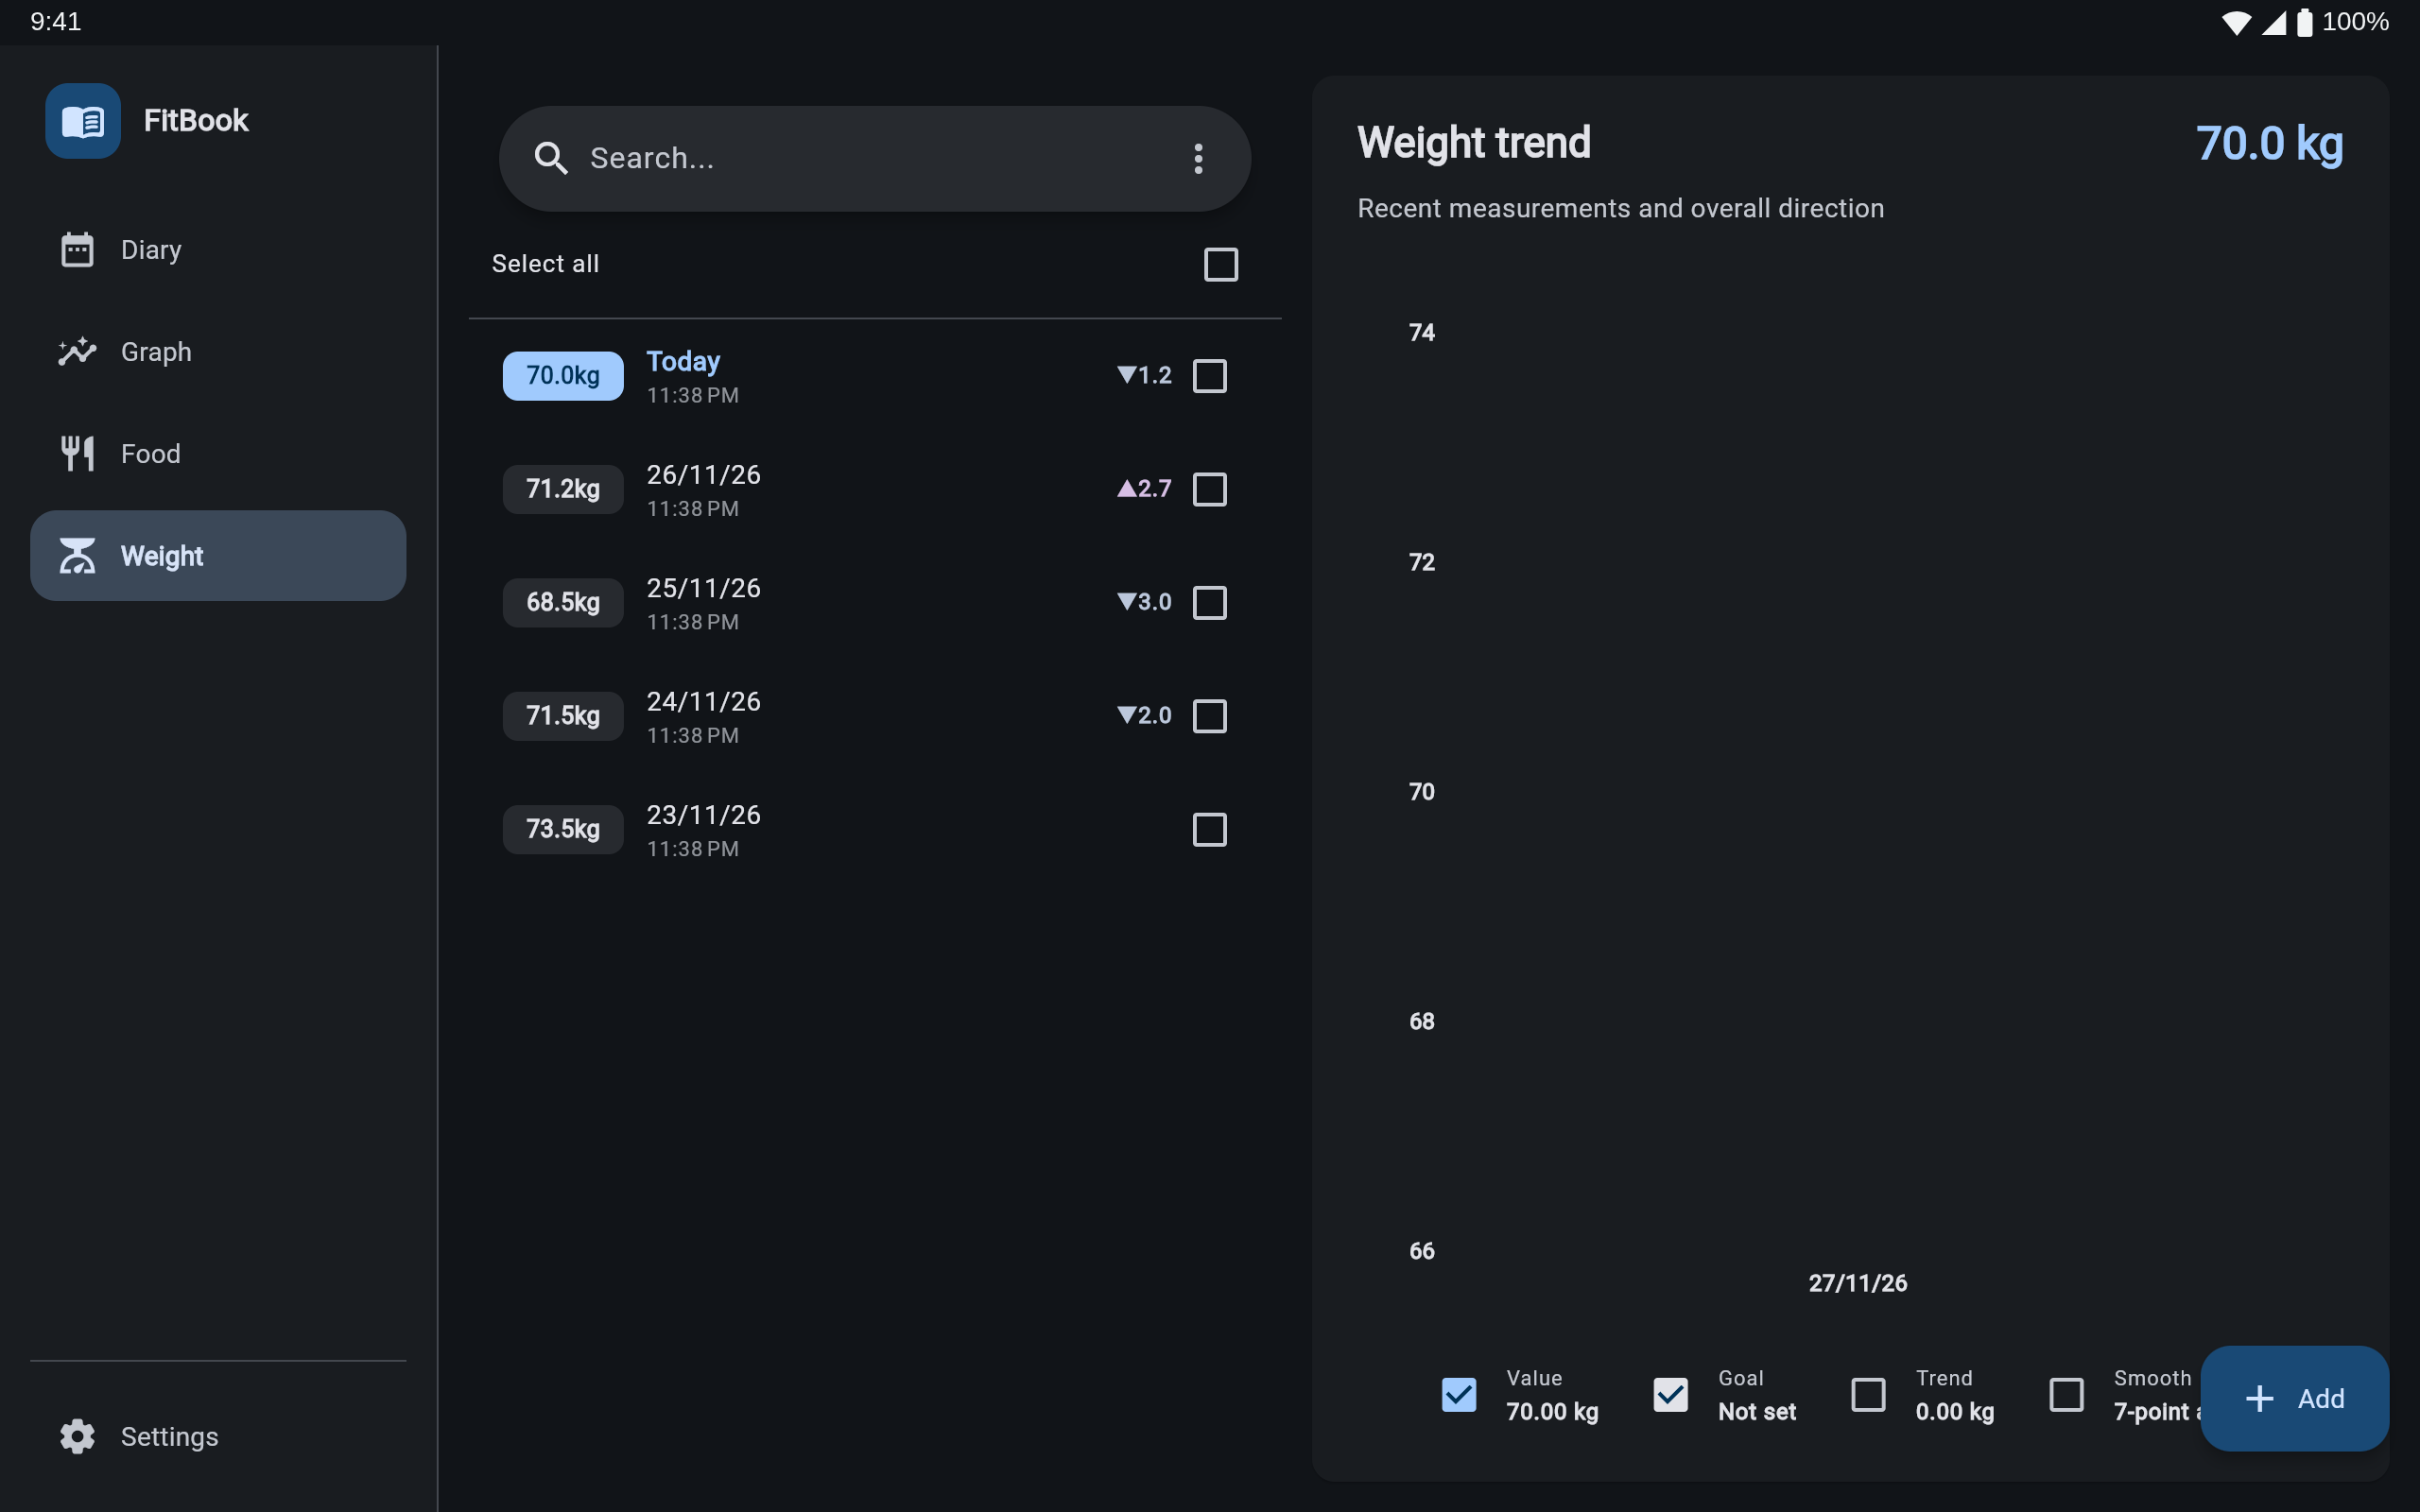 9:41
100%
FitBook
Diary
Graph
Food
Weight
Settings
Search...
Select all
70.0kg
Today
11:38 PM
▼1.2
71.2kg
26/11/26
11:38 PM
▲2.7
68.5kg
25/11/26
11:38 PM
▼3.0
71.5kg
24/11/26
11:38 PM
▼2.0
73.5kg
23/11/26
11:38 PM
Weight trend
70.0 kg
Recent measurements and overall direction
74
72
70
68
66
27/11/26
Value
70.00 kg
Goal
Not set
Trend
0.00 kg
Smooth
7-point
Add